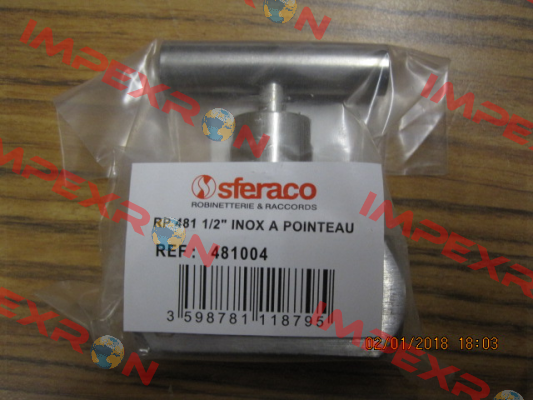 IMPEXRON
IMPEXRON
IMPEXRON
sferaco
ROBINETTERIE & RACCORDS
RP 481 1/2" INOX A POINTEAU
REF: 481004
3 598781 118795
02/01/2018 18:03
IMPEXRON
IMPEXRON